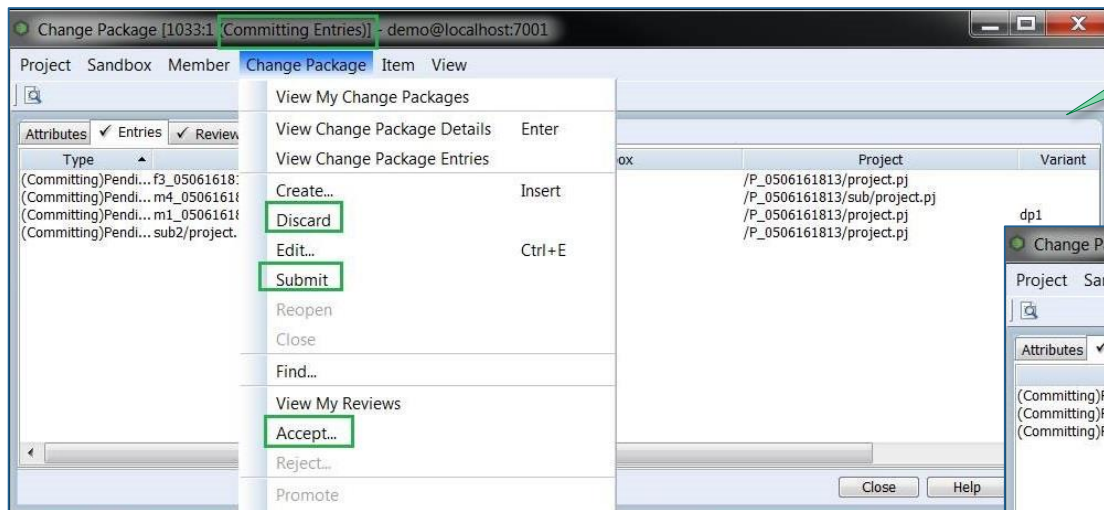 Change Package [1033:1 (Committing Entries)] - demo@localhost:7001
Project Sandbox Member Change Package Item View
Attributes ✓ Entries ✓ Review
Type ox Project Variant
(Committing)Pendi... f3_050616181 /P_0506161813/project.pj
(Committing)Pendi... m4_05061618 /P_0506161813/sub/project.pj
(Committing)Pendi... m1_05061618 /P_0506161813/project.pj dp1
(Committing)Pendi... sub2/project. /P_0506161813/project.pj
View My Change Packages
View Change Package Details Enter
View Change Package Entries
Create... Insert
Discard
Edit... Ctrl+E
Submit
Reopen
Close
Find...
View My Reviews
Accept...
Reject...
Promote
Close Help
Change P
Project Sa
Attributes ✓
(Committing)
(Committing)
(Committing)